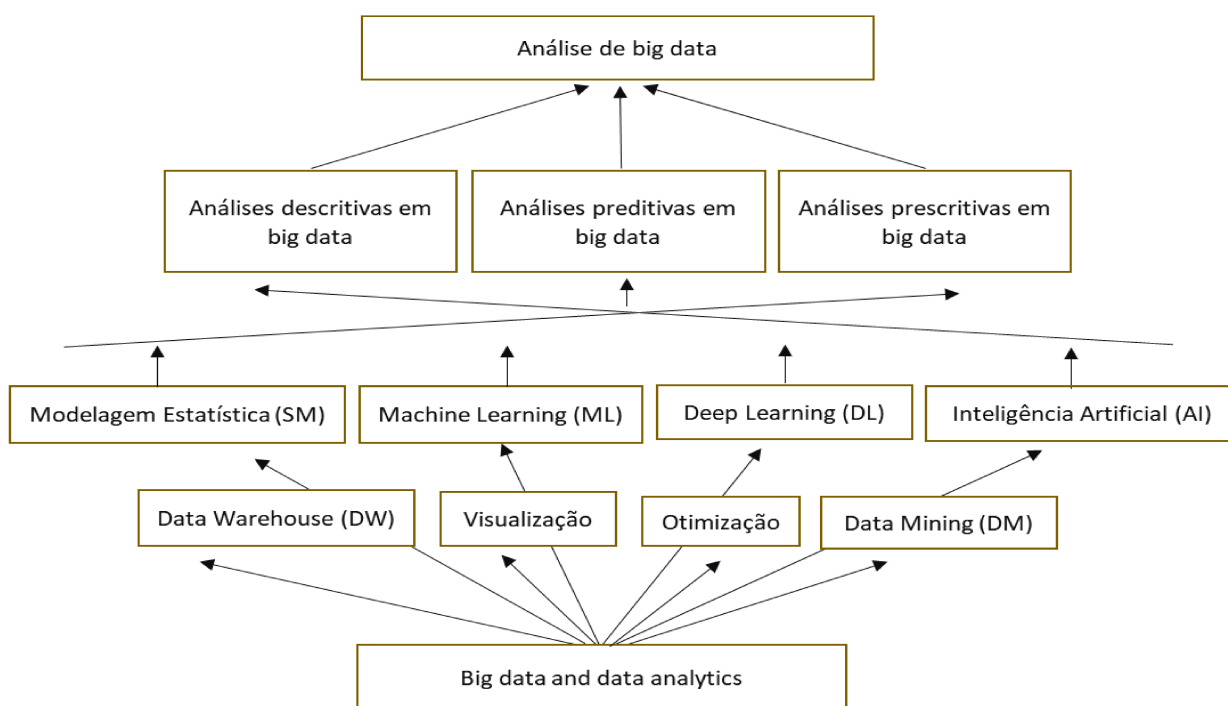 Análise de big data
Análises descritivas em
big data
Análises preditivas em
big data
Análises prescritivas em
big data
Modelagem Estatística (SM)
Machine Learning (ML)
Deep Learning (DL)
Inteligência Artificial (AI)
Data Warehouse (DW)
Visualização
Otimização
Data Mining (DM)
Big data and data analytics